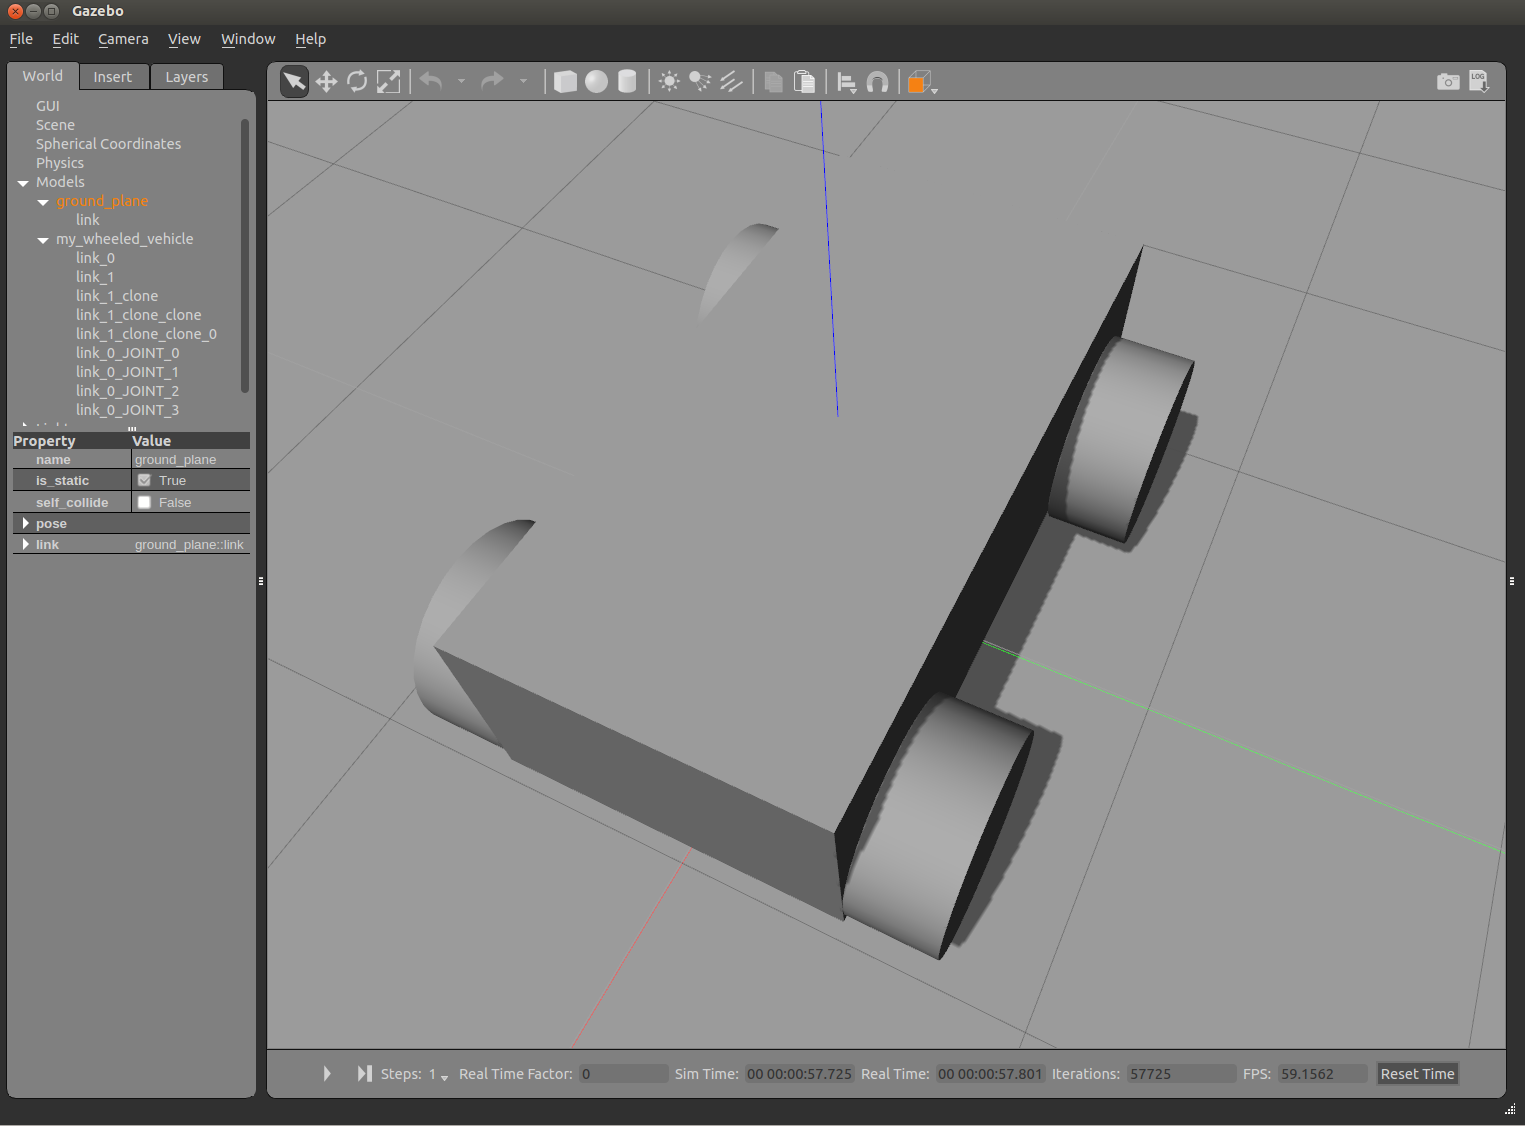 Gazebo
File Edit Camera View Window Help
World Insert Layers
LOG
GUI
Scene
Spherical Coordinates
Physics
Models
ground_plane
link
my_wheeled_vehicle
link_0
link_1
link_1_clone
link_1_clone_clone
link_1_clone_clone_0
link_0_JOINT_0
link_0_JOINT_1
link_0_JOINT_2
link_0_JOINT_3
Property Value
name ground_plane
is_static True
self_collide False
pose
link ground_plane::link
Steps: 1 Real Time Factor: 0 Sim Time: 00 00:00:57.725 Real Time: 00 00:00:57.801 Iterations: 57725 FPS: 59.1562 Reset Time